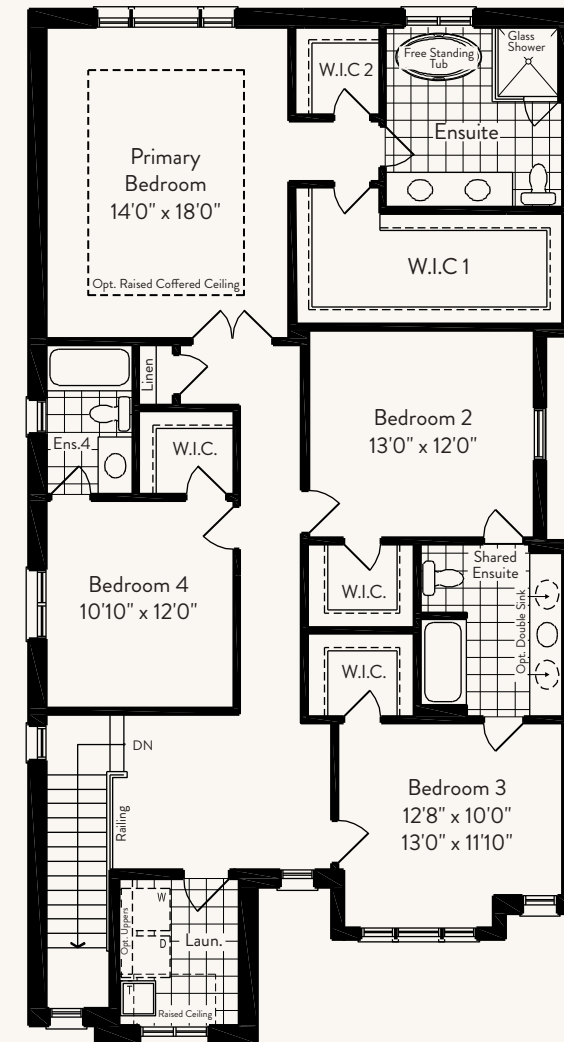 Glass
Shower
Free Standing
Tub
W.I.C 2
Ensuite
Primary
Bedroom
14'0" x 18'0"
W.I.C 1
Opt. Raised Coffered Ceiling
Linen
Bedroom 2
13'0" x 12'0"
Ens.4
W.I.C.
Shared
Ensuite
Bedroom 4
10'10" x 12'0"
W.I.C.
Opt. Double Sink
W.I.C.
DN
Railing
Bedroom 3
12'8" x 10'0"
13'0" x 11'10"
W
Opt. Uppers
D
Laun.
T
Raised Ceiling